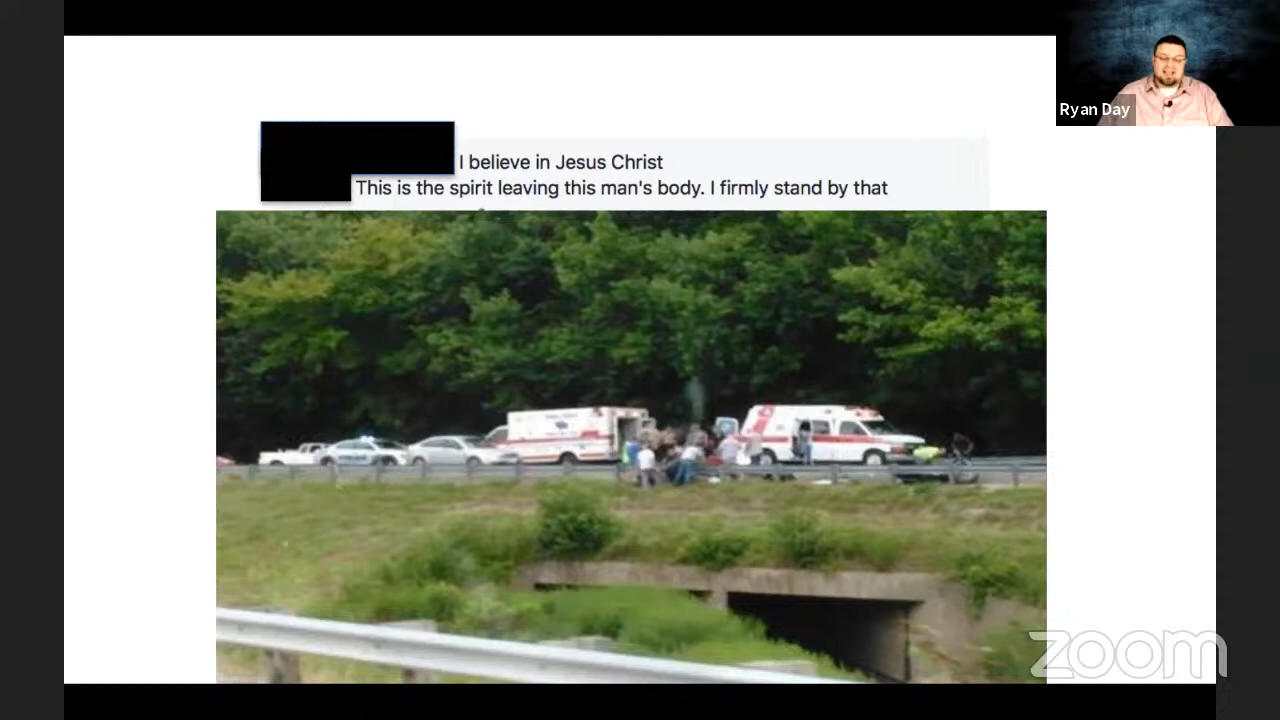 Ryan Day
I believe in Jesus Christ
This is the spirit leaving this man's body. I firmly stand by that
zoom